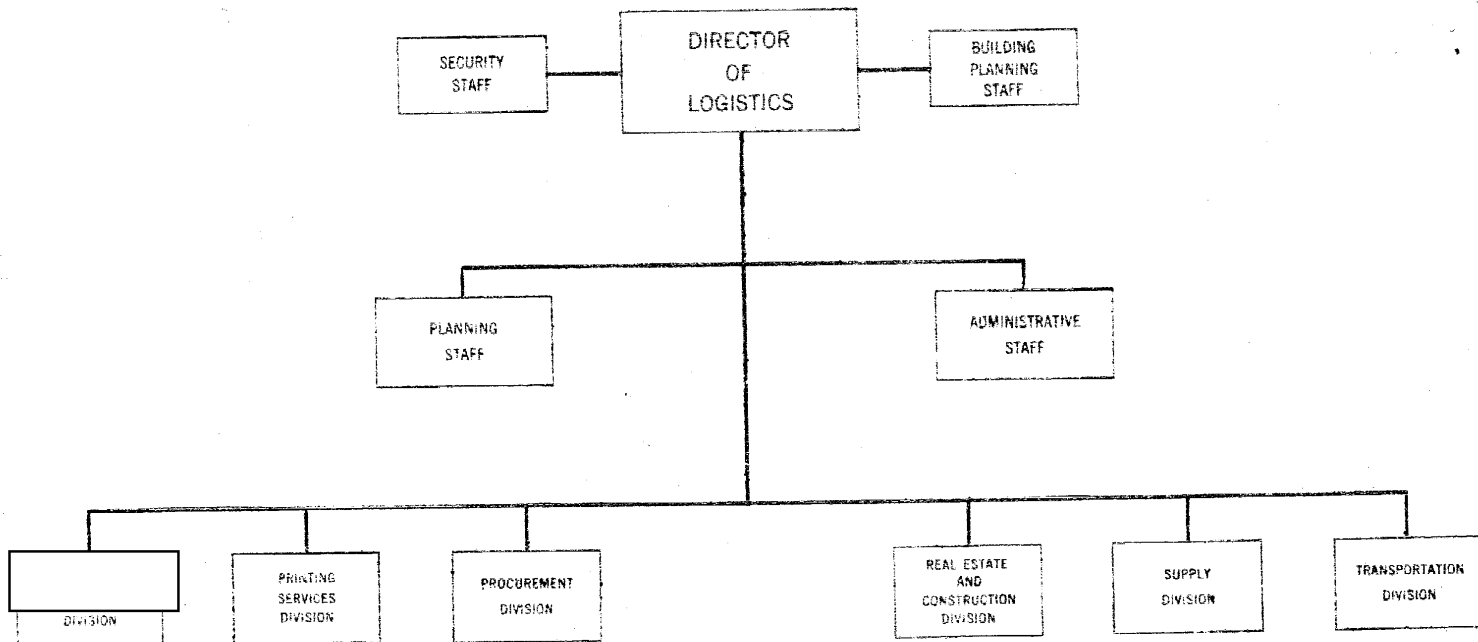 SECURITY
STAFF
DIRECTOR
OF
LOGISTICS
BUILDING
PLANNING
STAFF
PLANNING
STAFF
ADMINISTRATIVE
STAFF
DIVISION
PRINTING
SERVICES
DIVISION
PROCUREMENT
DIVISION
REAL ESTATE
AND
CONSTRUCTION
DIVISION
SUPPLY
DIVISION
TRANSPORTATION
DIVISION